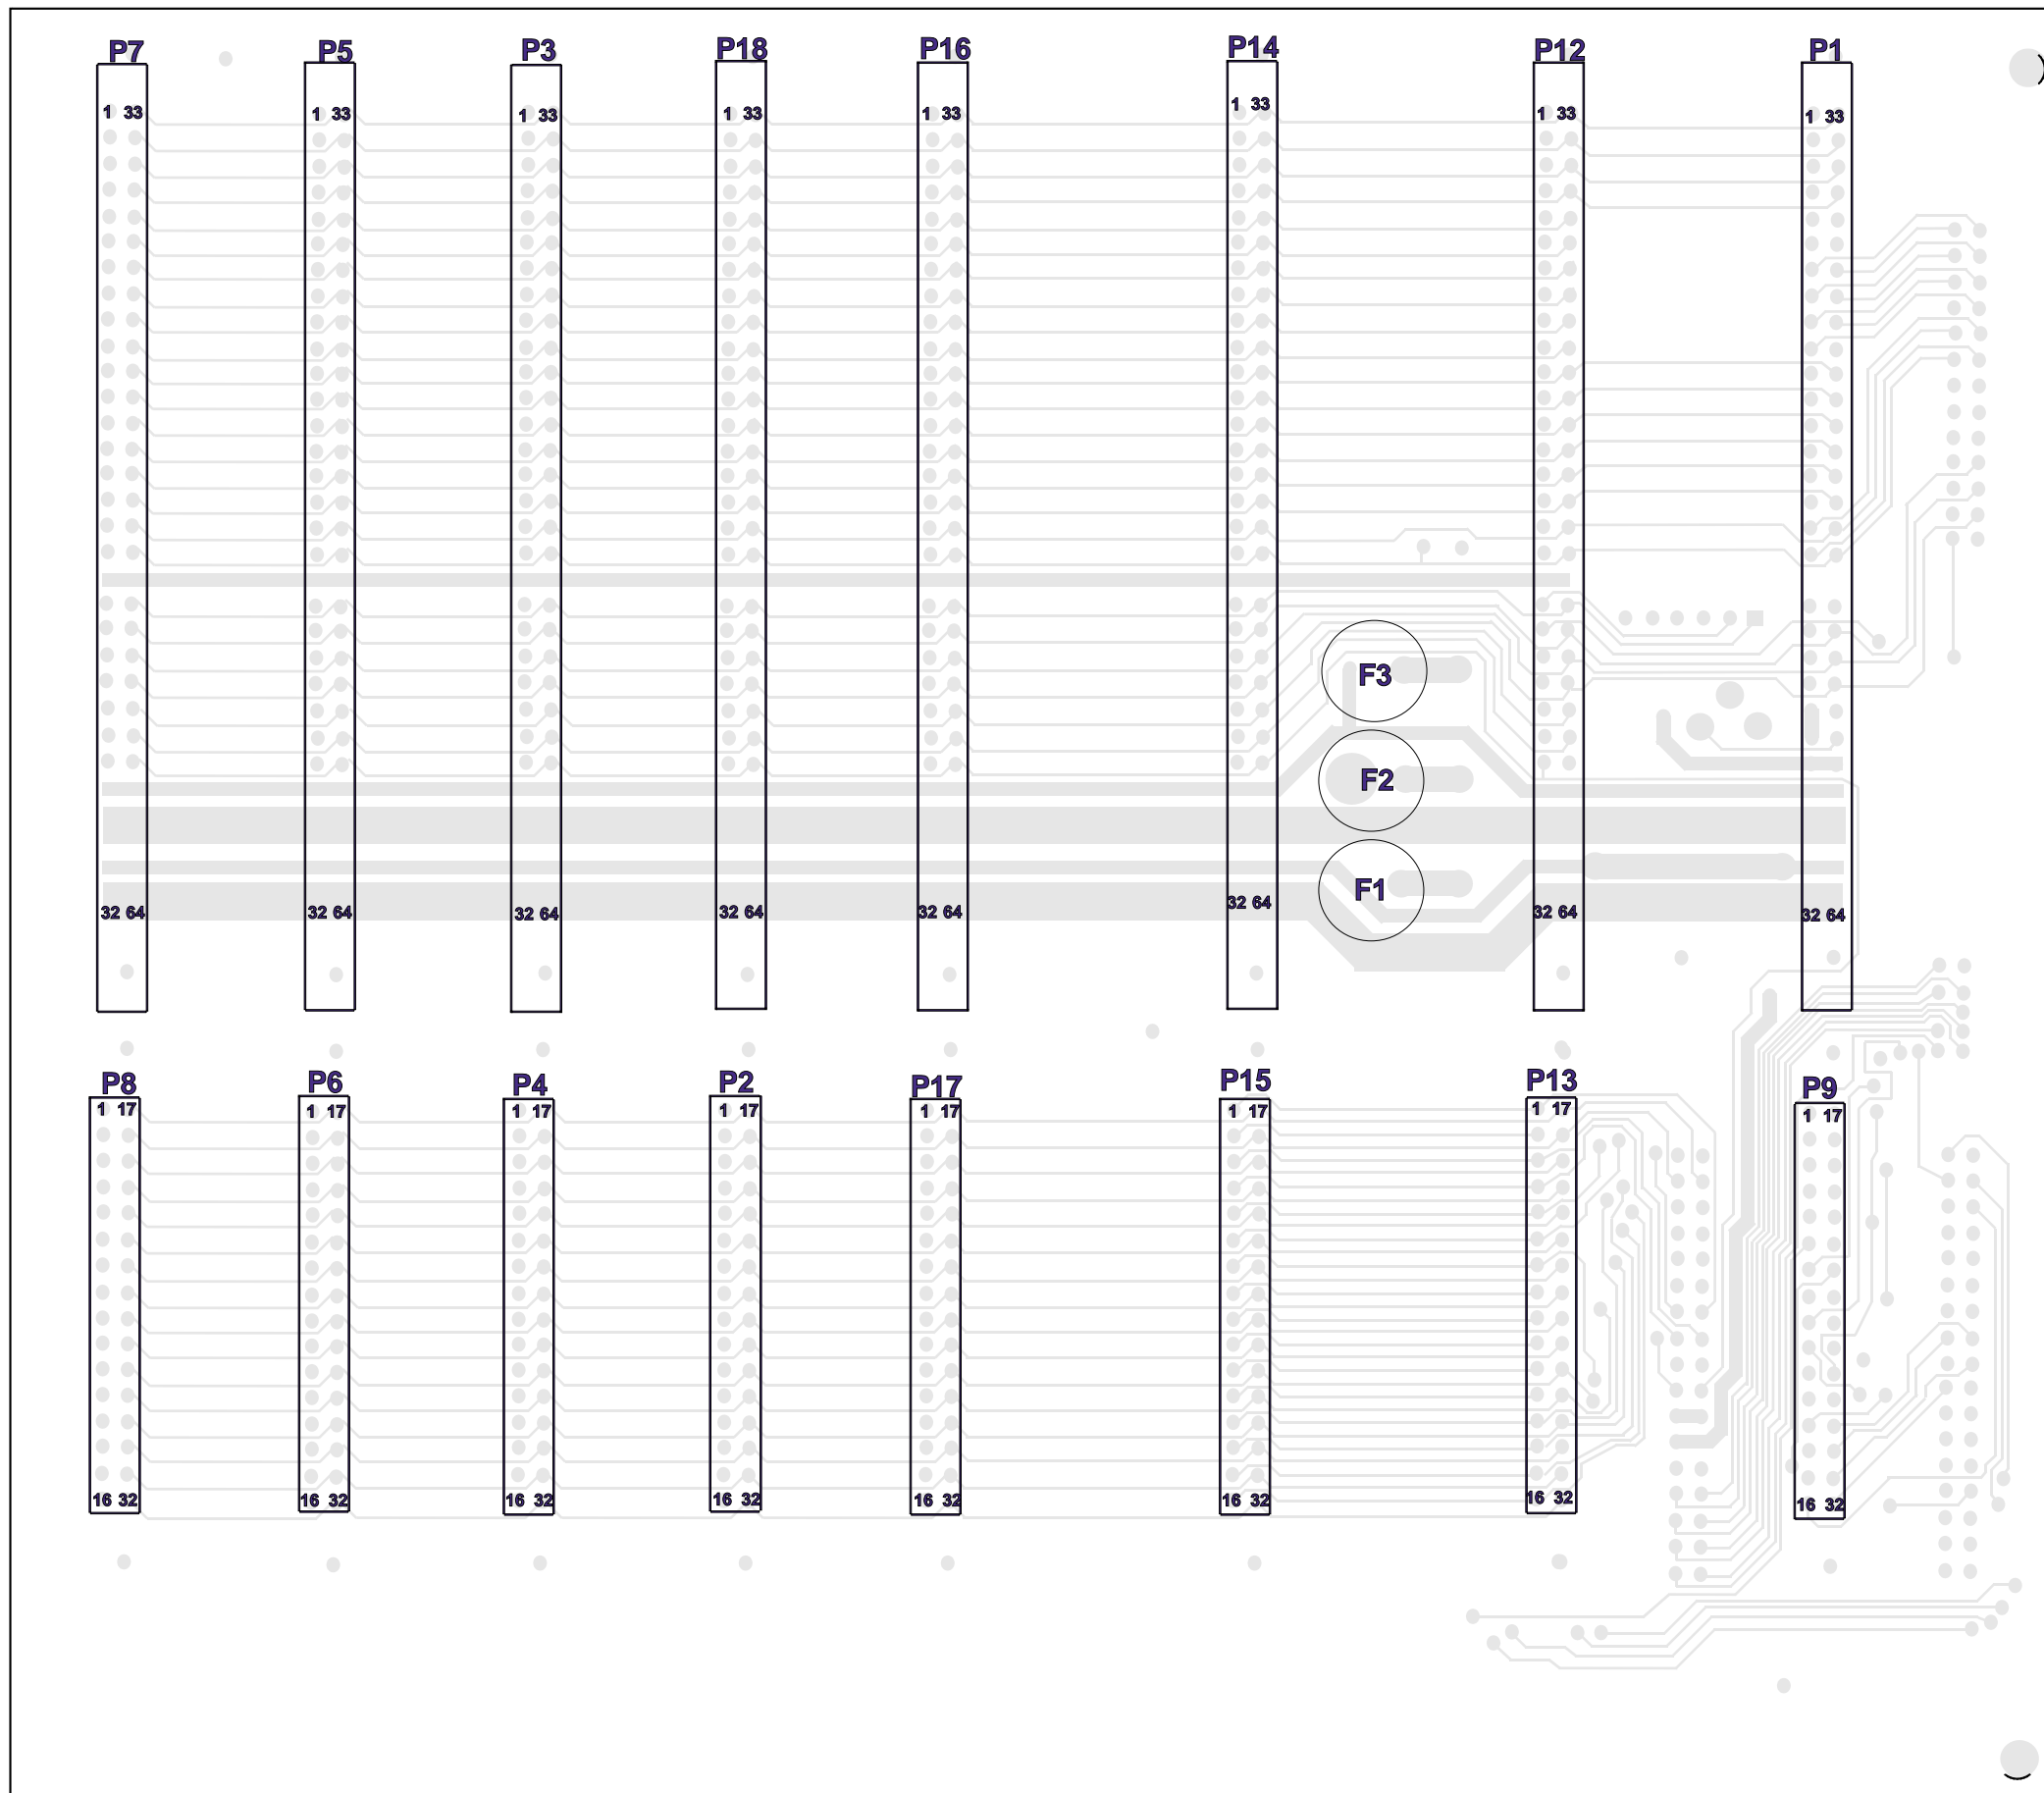 P7 P5 P3 P18 P16 P14 P12 P1
1 33 1 33 1 33 1 33 1 33 1 33 1 33 1 33
F3
F2
F1
32 64 32 64 32 64 32 64 32 64 32 64 32 64 32 64
P8 P6 P4 P2 P17 P15 P13 P9
1 17 1 17 1 17 1 17 1 17 1 17 1 17 1 17
16 32 16 32 16 32 16 32 16 32 16 32 16 32 16 32